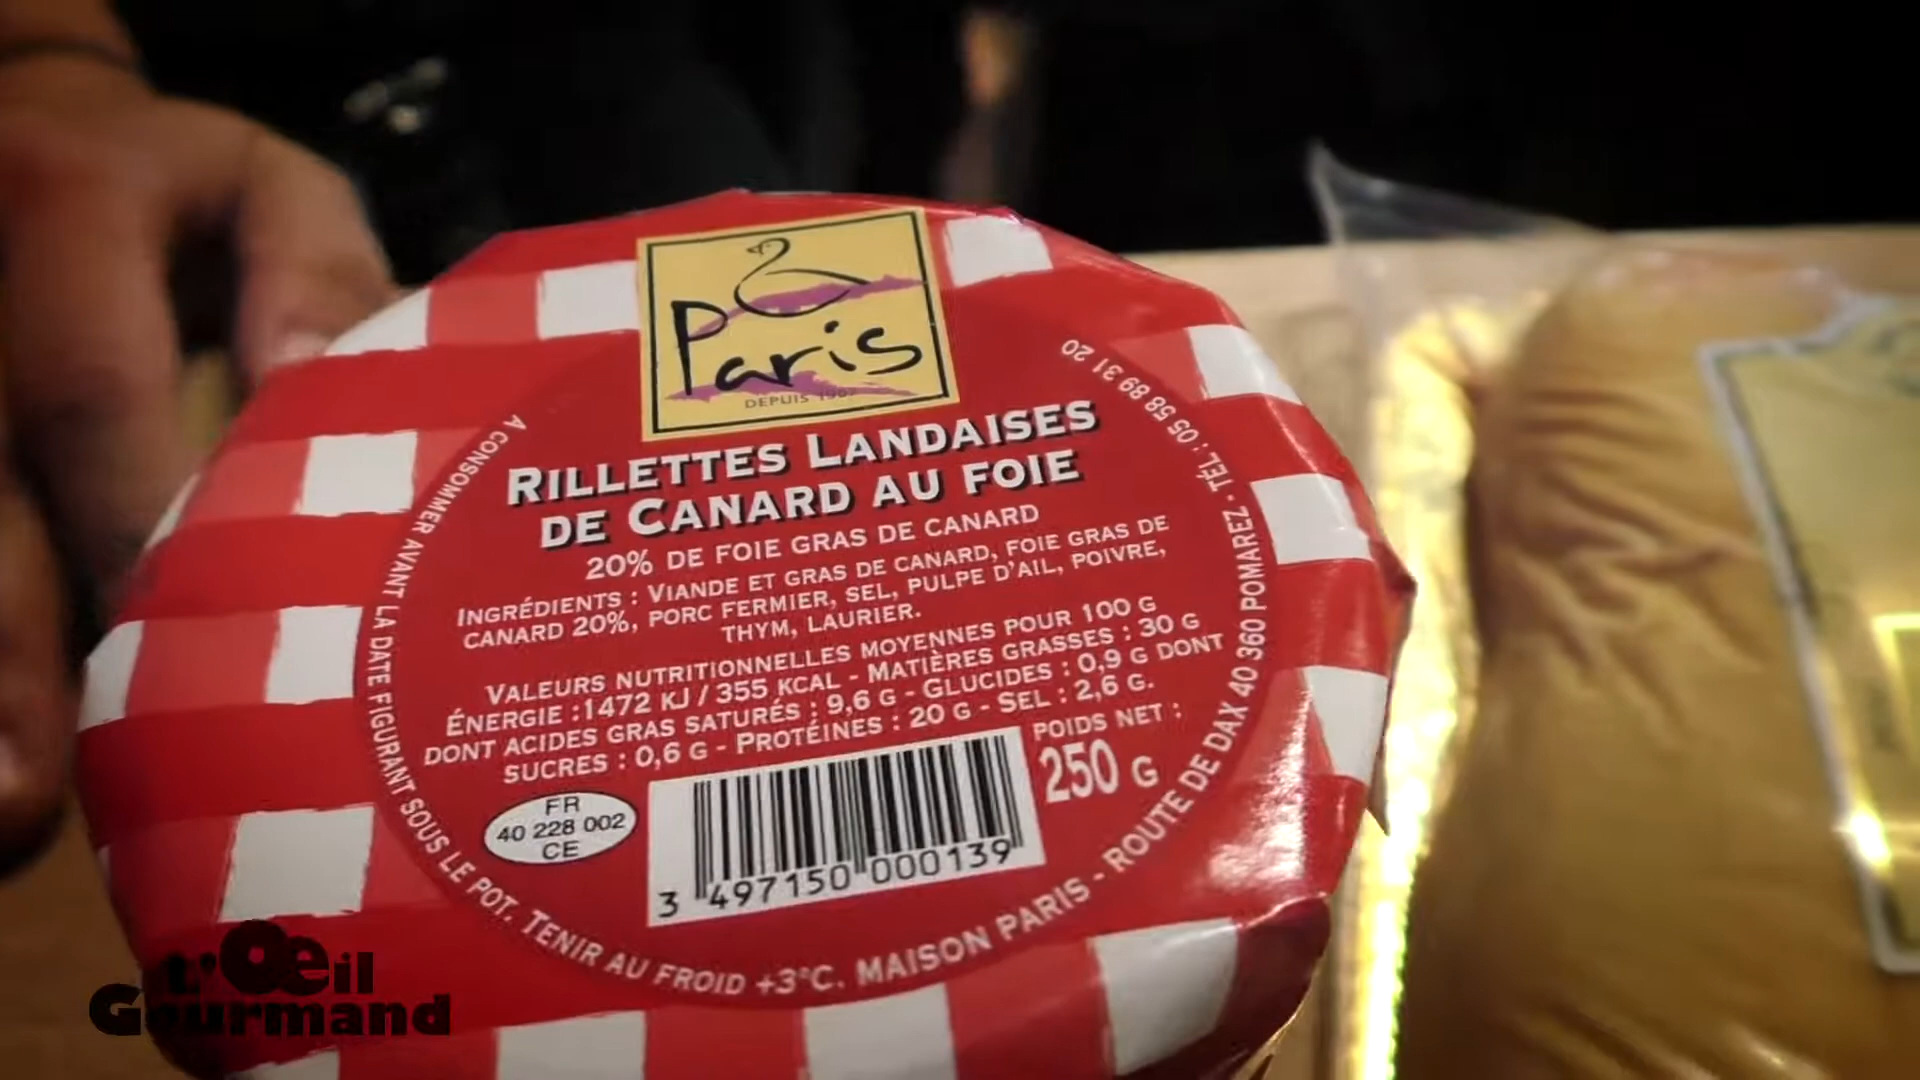 Paris
DEPUIS
RILLETTES LANDAISES
DE CANARD AU FOIE
20% DE FOIE GRAS DE CANARD
INGRÉDIENTS : VIANDE ET GRAS DE CANARD, FOIE GRAS DE
CANARD 20%, PORC FERMIER, SEL, PULPE D'AIL, POIVRE,
THYM, LAURIER.
VALEURS NUTRITIONNELLES MOYENNES POUR 100 G
ÉNERGIE :1472 KJ / 355 KCAL - MATIÈRES GRASSES : 30 G
DONT ACIDES GRAS SATURÉS : 9,6 G - GLUCIDES : 0,9 G DONT
SUCRES : 0,6 G - PROTÉINES : 20 G - SEL : 2,6 G.
POIDS NET :
250 G
FR
40 228 002
CE
3 497150 000139
A CONSOMMER AVANT LA DATE FIGURANT SOUS LE POT. TENIR AU FROID +3°C. MAISON PARIS - ROUTE DE DAX 40 360 POMAREZ - TÉL : 05 58 89 31 20
L'Oeil
Gourmand